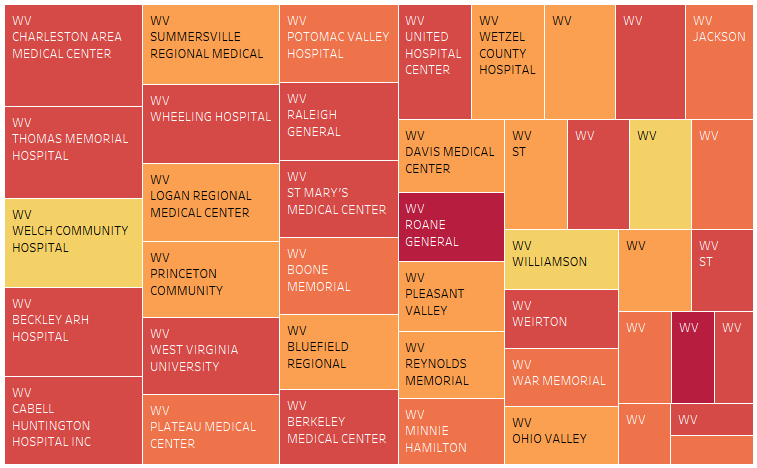 WV
CHARLESTON AREA
MEDICAL CENTER
WV
THOMAS MEMORIAL
HOSPITAL
WV
WELCH COMMUNITY
HOSPITAL
WV
BECKLEY ARH
HOSPITAL
WV
CABELL
HUNTINGTON
HOSPITAL INC
WV
SUMMERSVILLE
REGIONAL MEDICAL
WV
WHEELING HOSPITAL
WV
LOGAN REGIONAL
MEDICAL CENTER
WV
PRINCETON
COMMUNITY
WV
WEST VIRGINIA
UNIVERSITY
WV
PLATEAU MEDICAL
CENTER
WV
POTOMAC VALLEY
HOSPITAL
WV
RALEIGH
GENERAL
WV
ST MARY'S
MEDICAL CENTER
WV
BOONE
MEMORIAL
WV
BLUEFIELD
REGIONAL
WV
BERKELEY
MEDICAL CENTER
WV
UNITED
HOSPITAL
CENTER
WV
WETZEL
COUNTY
HOSPITAL
WV
WV
WV
JACKSON
WV
DAVIS MEDICAL
CENTER
WV
ROANE
GENERAL
WV
PLEASANT
VALLEY
WV
REYNOLDS
MEMORIAL
WV
MINNIE
HAMILTON
WV
ST
WV
WV
WV
WV
WILLIAMSON
WV
WEIRTON
WV
WAR MEMORIAL
WV
OHIO VALLEY
WV
WV
ST
WV
WV
WV
WV
WV